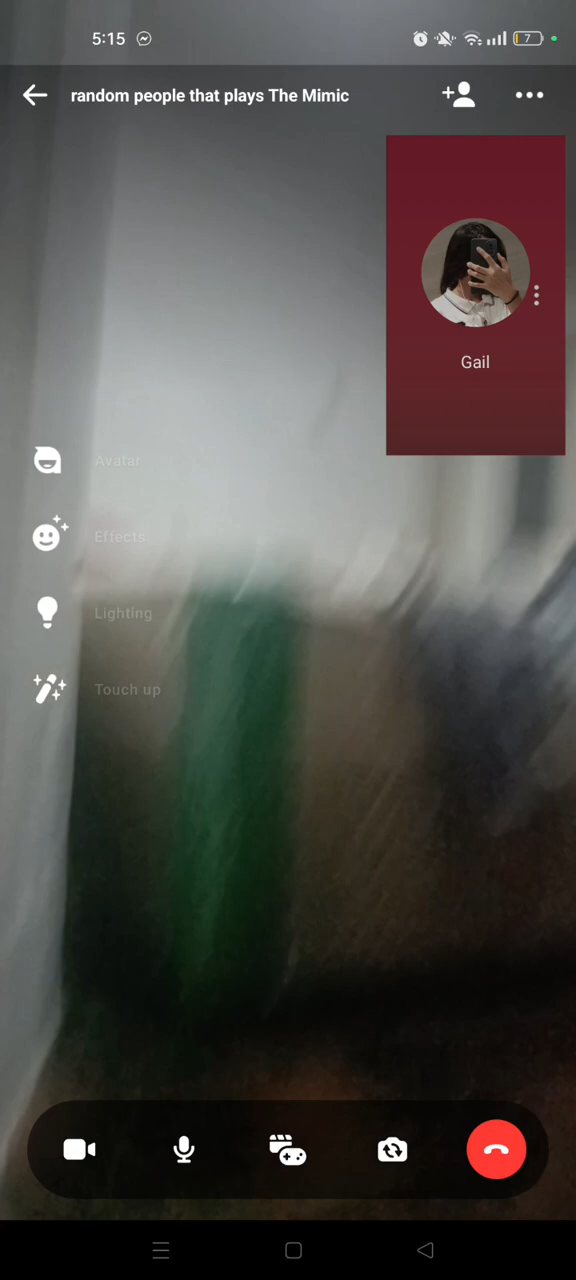 5:15
7
random people that plays The Mimic
Gail
Avatar
Effects
Lighting
Touch up